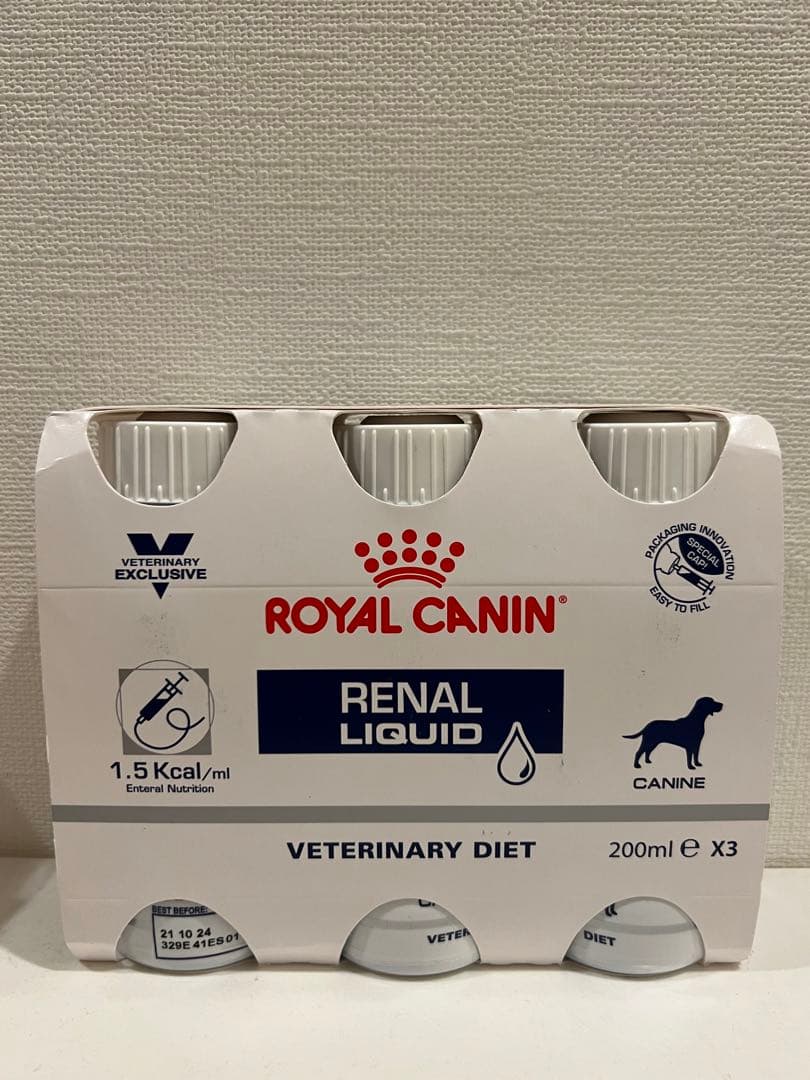 VETERINARY
EXCLUSIVE
ROYAL CANIN®
PACKAGING INNOVATION
SPECIAL
CAP!
EASY TO FILL
RENAL
LIQUID
1.5 Kcal/ml
Enteral Nutrition
CANINE
VETERINARY DIET
200ml ℮ X3
BEST BEFORE:
21 10 24
329E 41ES01
DIET